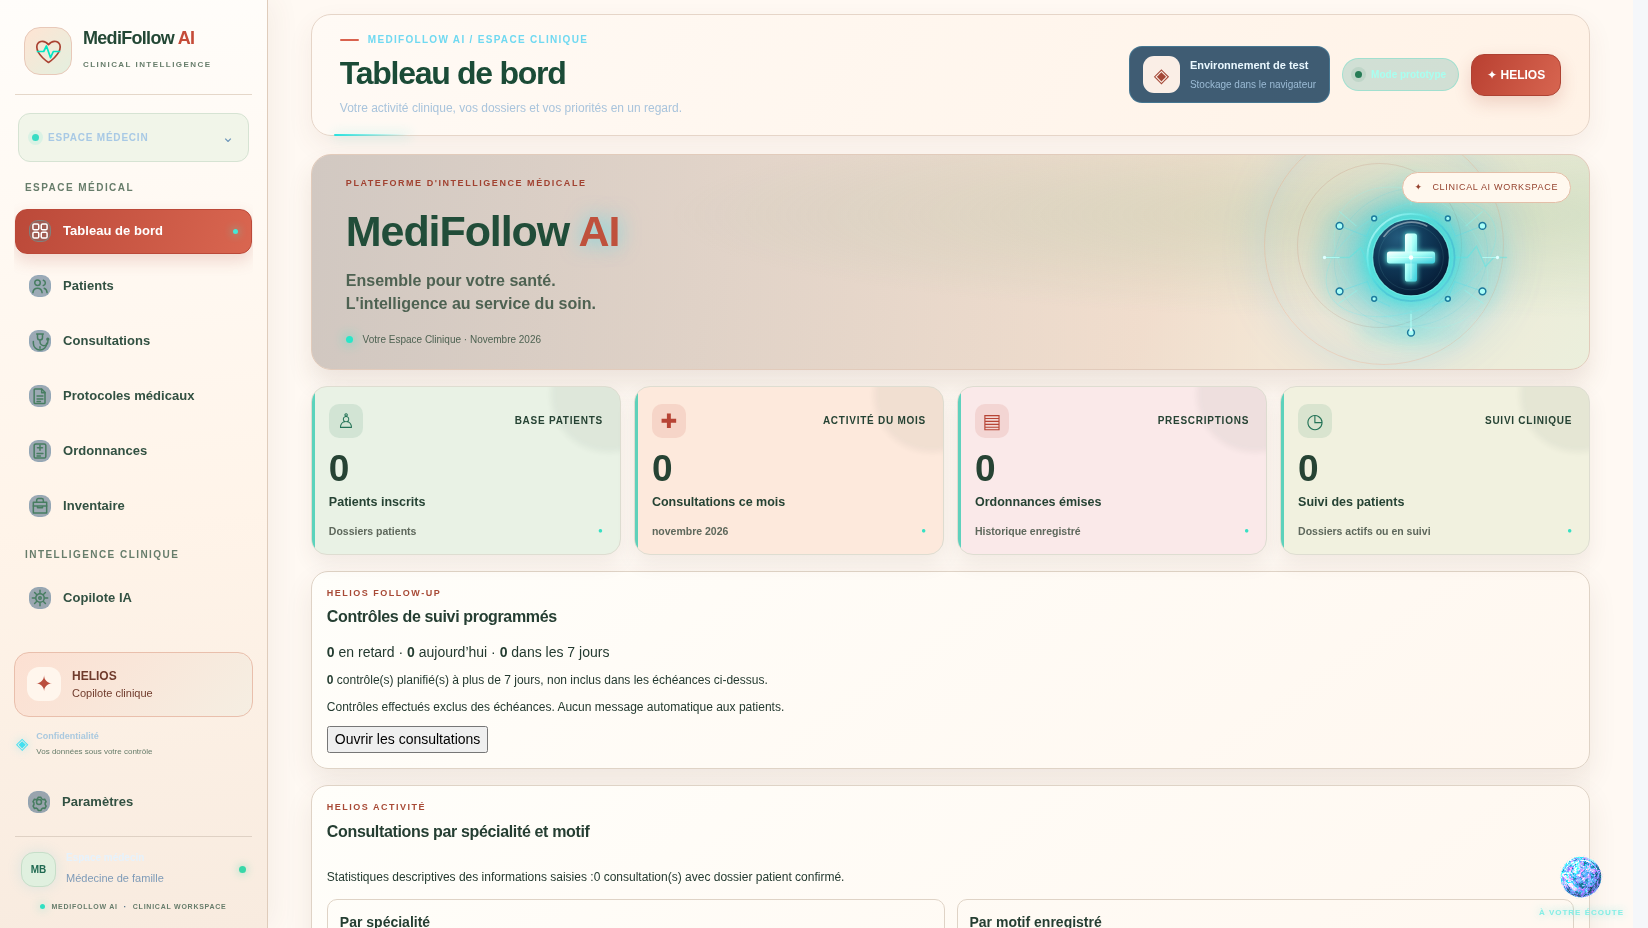 MediFollow AI
CLINICAL INTELLIGENCE
ESPACE MÉDECIN
ESPACE MÉDICAL
Tableau de bord
Patients
Consultations
Protocoles médicaux
Ordonnances
Inventaire
INTELLIGENCE CLINIQUE
Copilote IA
HELIOS
Copilote clinique
Confidentialité
Vos données sous votre contrôle
Paramètres
MB
Médecine de famille
MEDIFOLLOW AI · CLINICAL WORKSPACE
MEDIFOLLOW AI / ESPACE CLINIQUE
Tableau de bord
Votre activité clinique, vos dossiers et vos priorités en un regard.
Environnement de test
Stockage dans le navigateur
Mode prototype
HELIOS
PLATEFORME D'INTELLIGENCE MÉDICALE
MediFollow AI
Ensemble pour votre santé.
L'intelligence au service du soin.
Votre Espace Clinique · Novembre 2026
CLINICAL AI WORKSPACE
BASE PATIENTS
0
Patients inscrits
Dossiers patients
ACTIVITÉ DU MOIS
0
Consultations ce mois
novembre 2026
PRESCRIPTIONS
0
Ordonnances émises
Historique enregistré
SUIVI CLINIQUE
0
Suivi des patients
Dossiers actifs ou en suivi
HELIOS FOLLOW-UP
Contrôles de suivi programmés
0 en retard · 0 aujourd’hui · 0 dans les 7 jours
0 contrôle(s) planifié(s) à plus de 7 jours, non inclus dans les échéances ci-dessus.
Contrôles effectués exclus des échéances. Aucun message automatique aux patients.
Ouvrir les consultations
HELIOS ACTIVITÉ
Consultations par spécialité et motif
Statistiques descriptives des informations saisies :0 consultation(s) avec dossier patient confirmé.
Par spécialité
Par motif enregistré
À VOTRE ÉCOUTE